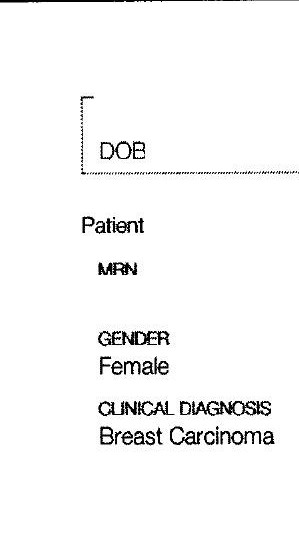 DOB
Patient
MRN
GENDER
Female
CLINICAL DIAGNOSIS
Breast Carcinoma